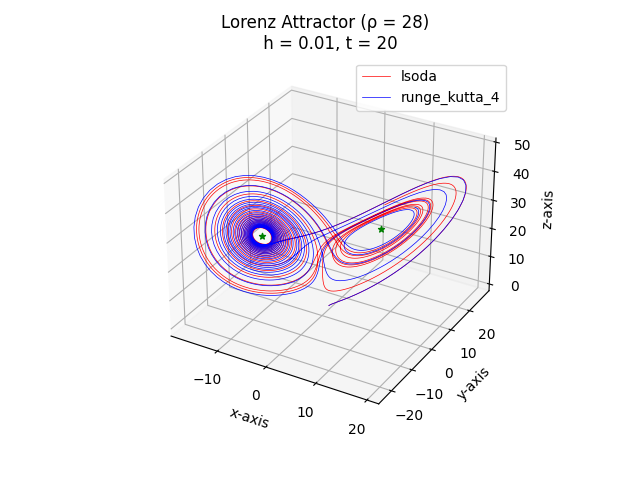 Lorenz Attractor (ρ = 28)
h = 0.01, t = 20
lsoda
runge_kutta_4
50
40
30
20
10
0
z-axis
20
10
0
−10
−20
y-axis
−10
0
10
20
x-axis